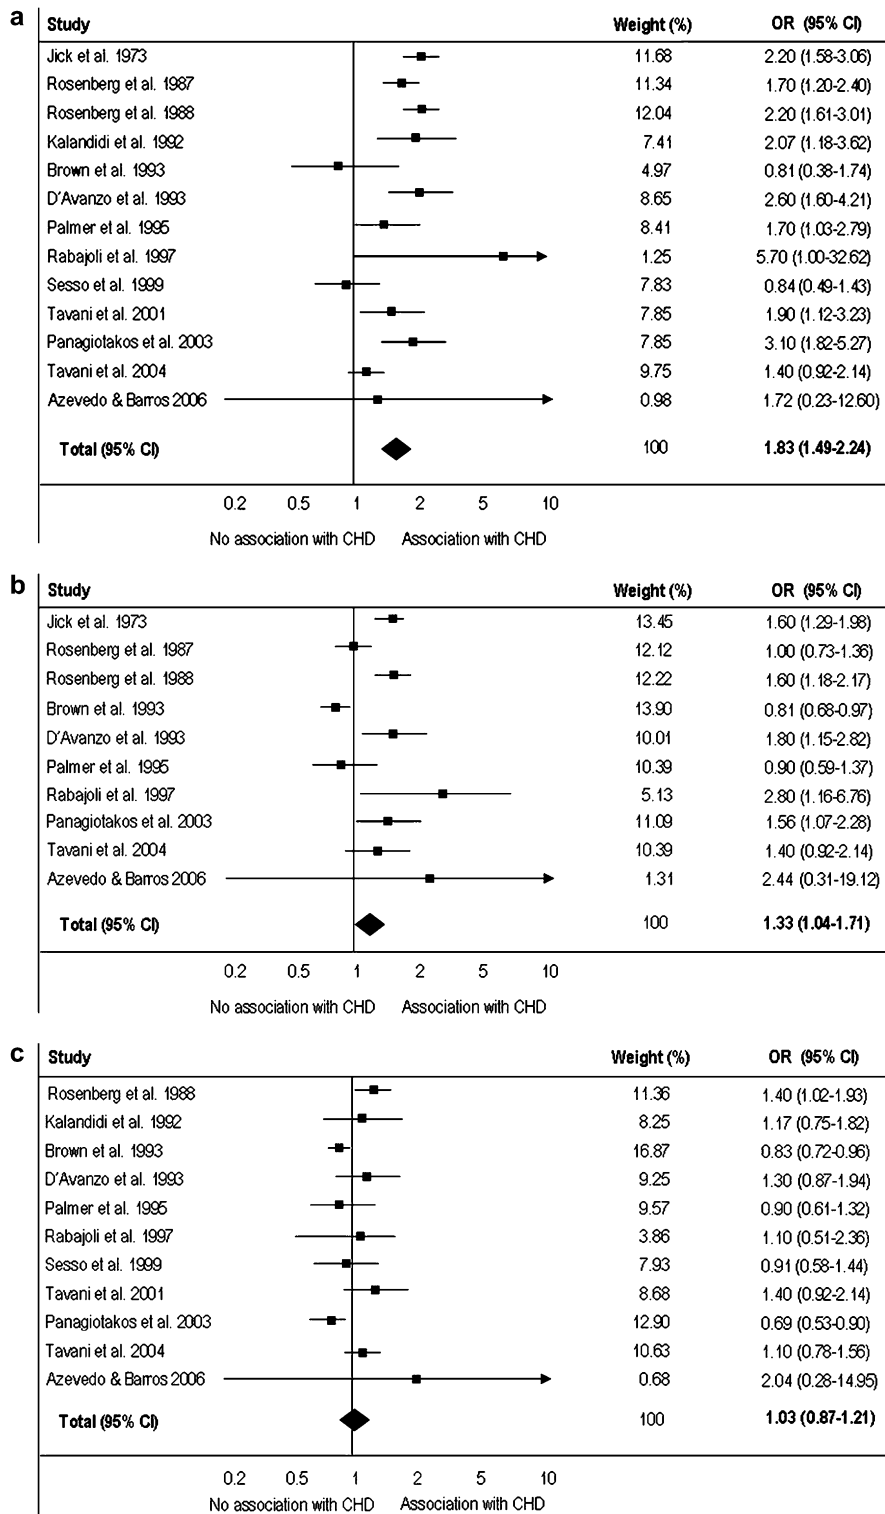 a
Study Weight (%) OR (95% CI)
Jick et al. 1973 11.68 2.20 (1.58-3.06)
Rosenberg et al. 1987 11.34 1.70 (1.20-2.40)
Rosenberg et al. 1988 12.04 2.20 (1.61-3.01)
Kalandidi et al. 1992 7.41 2.07 (1.18-3.62)
Brown et al. 1993 4.97 0.81 (0.38-1.74)
D'Avanzo et al. 1993 8.65 2.60 (1.60-4.21)
Palmer et al. 1995 8.41 1.70 (1.03-2.79)
Rabajoli et al. 1997 1.25 5.70 (1.00-32.62)
Sesso et al. 1999 7.83 0.84 (0.49-1.43)
Tavani et al. 2001 7.85 1.90 (1.12-3.23)
Panagiotakos et al. 2003 7.85 3.10 (1.82-5.27)
Tavani et al. 2004 9.75 1.40 (0.92-2.14)
Azevedo & Barros 2006 0.98 1.72 (0.23-12.60)
Total (95% CI) 100 1.83 (1.49-2.24)
0.2 0.5 1 2 5 10
No association with CHD Association with CHD
b
Study Weight (%) OR (95% CI)
Jick et al. 1973 13.45 1.60 (1.29-1.98)
Rosenberg et al. 1987 12.12 1.00 (0.73-1.36)
Rosenberg et al. 1988 12.22 1.60 (1.18-2.17)
Brown et al. 1993 13.90 0.81 (0.68-0.97)
D'Avanzo et al. 1993 10.01 1.80 (1.15-2.82)
Palmer et al. 1995 10.39 0.90 (0.59-1.37)
Rabajoli et al. 1997 5.13 2.80 (1.16-6.76)
Panagiotakos et al. 2003 11.09 1.56 (1.07-2.28)
Tavani et al. 2004 10.39 1.40 (0.92-2.14)
Azevedo & Barros 2006 1.31 2.44 (0.31-19.12)
Total (95% CI) 100 1.33 (1.04-1.71)
0.2 0.5 1 2 5 10
No association with CHD Association with CHD
c
Study Weight (%) OR (95% CI)
Rosenberg et al. 1988 11.36 1.40 (1.02-1.93)
Kalandidi et al. 1992 8.25 1.17 (0.75-1.82)
Brown et al. 1993 16.87 0.83 (0.72-0.96)
D'Avanzo et al. 1993 9.25 1.30 (0.87-1.94)
Palmer et al. 1995 9.57 0.90 (0.61-1.32)
Rabajoli et al. 1997 3.86 1.10 (0.51-2.36)
Sesso et al. 1999 7.93 0.91 (0.58-1.44)
Tavani et al. 2001 8.68 1.40 (0.92-2.14)
Panagiotakos et al. 2003 12.90 0.69 (0.53-0.90)
Tavani et al. 2004 10.63 1.10 (0.78-1.56)
Azevedo & Barros 2006 0.68 2.04 (0.28-14.95)
Total (95% CI) 100 1.03 (0.87-1.21)
0.2 0.5 1 2 5 10
No association with CHD Association with CHD